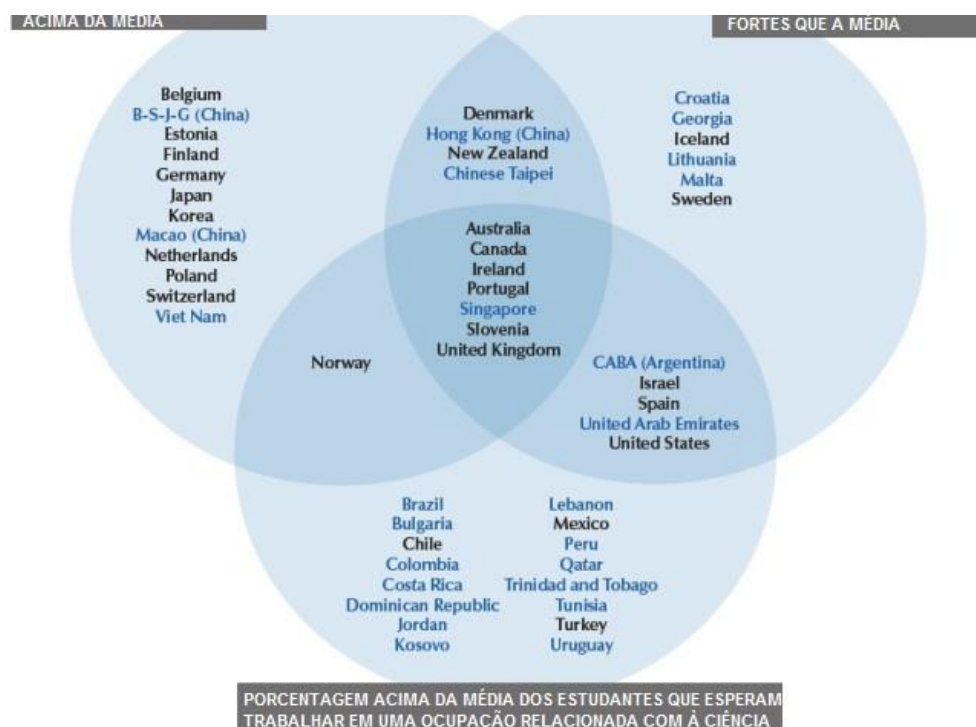 ACIMA DA MÉDIA
FORTES QUE A MÉDIA
Belgium
B-S-J-G (China)
Estonia
Finland
Germany
Japan
Korea
Macao (China)
Netherlands
Poland
Switzerland
Viet Nam
Denmark
Hong Kong (China)
New Zealand
Chinese Taipei
Croatia
Georgia
Iceland
Lithuania
Malta
Sweden
Australia
Canada
Ireland
Portugal
Singapore
Slovenia
United Kingdom
Norway
CABA (Argentina)
Israel
Spain
United Arab Emirates
United States
Brazil
Bulgaria
Chile
Colombia
Costa Rica
Dominican Republic
Jordan
Kosovo
Lebanon
Mexico
Peru
Qatar
Trinidad and Tobago
Tunisia
Turkey
Uruguay
PORCENTAGEM ACIMA DA MÉDIA DOS ESTUDANTES QUE ESPERAM
TRABALHAR EM UMA OCUPAÇÃO RELACIONADA COM À CIÊNCIA